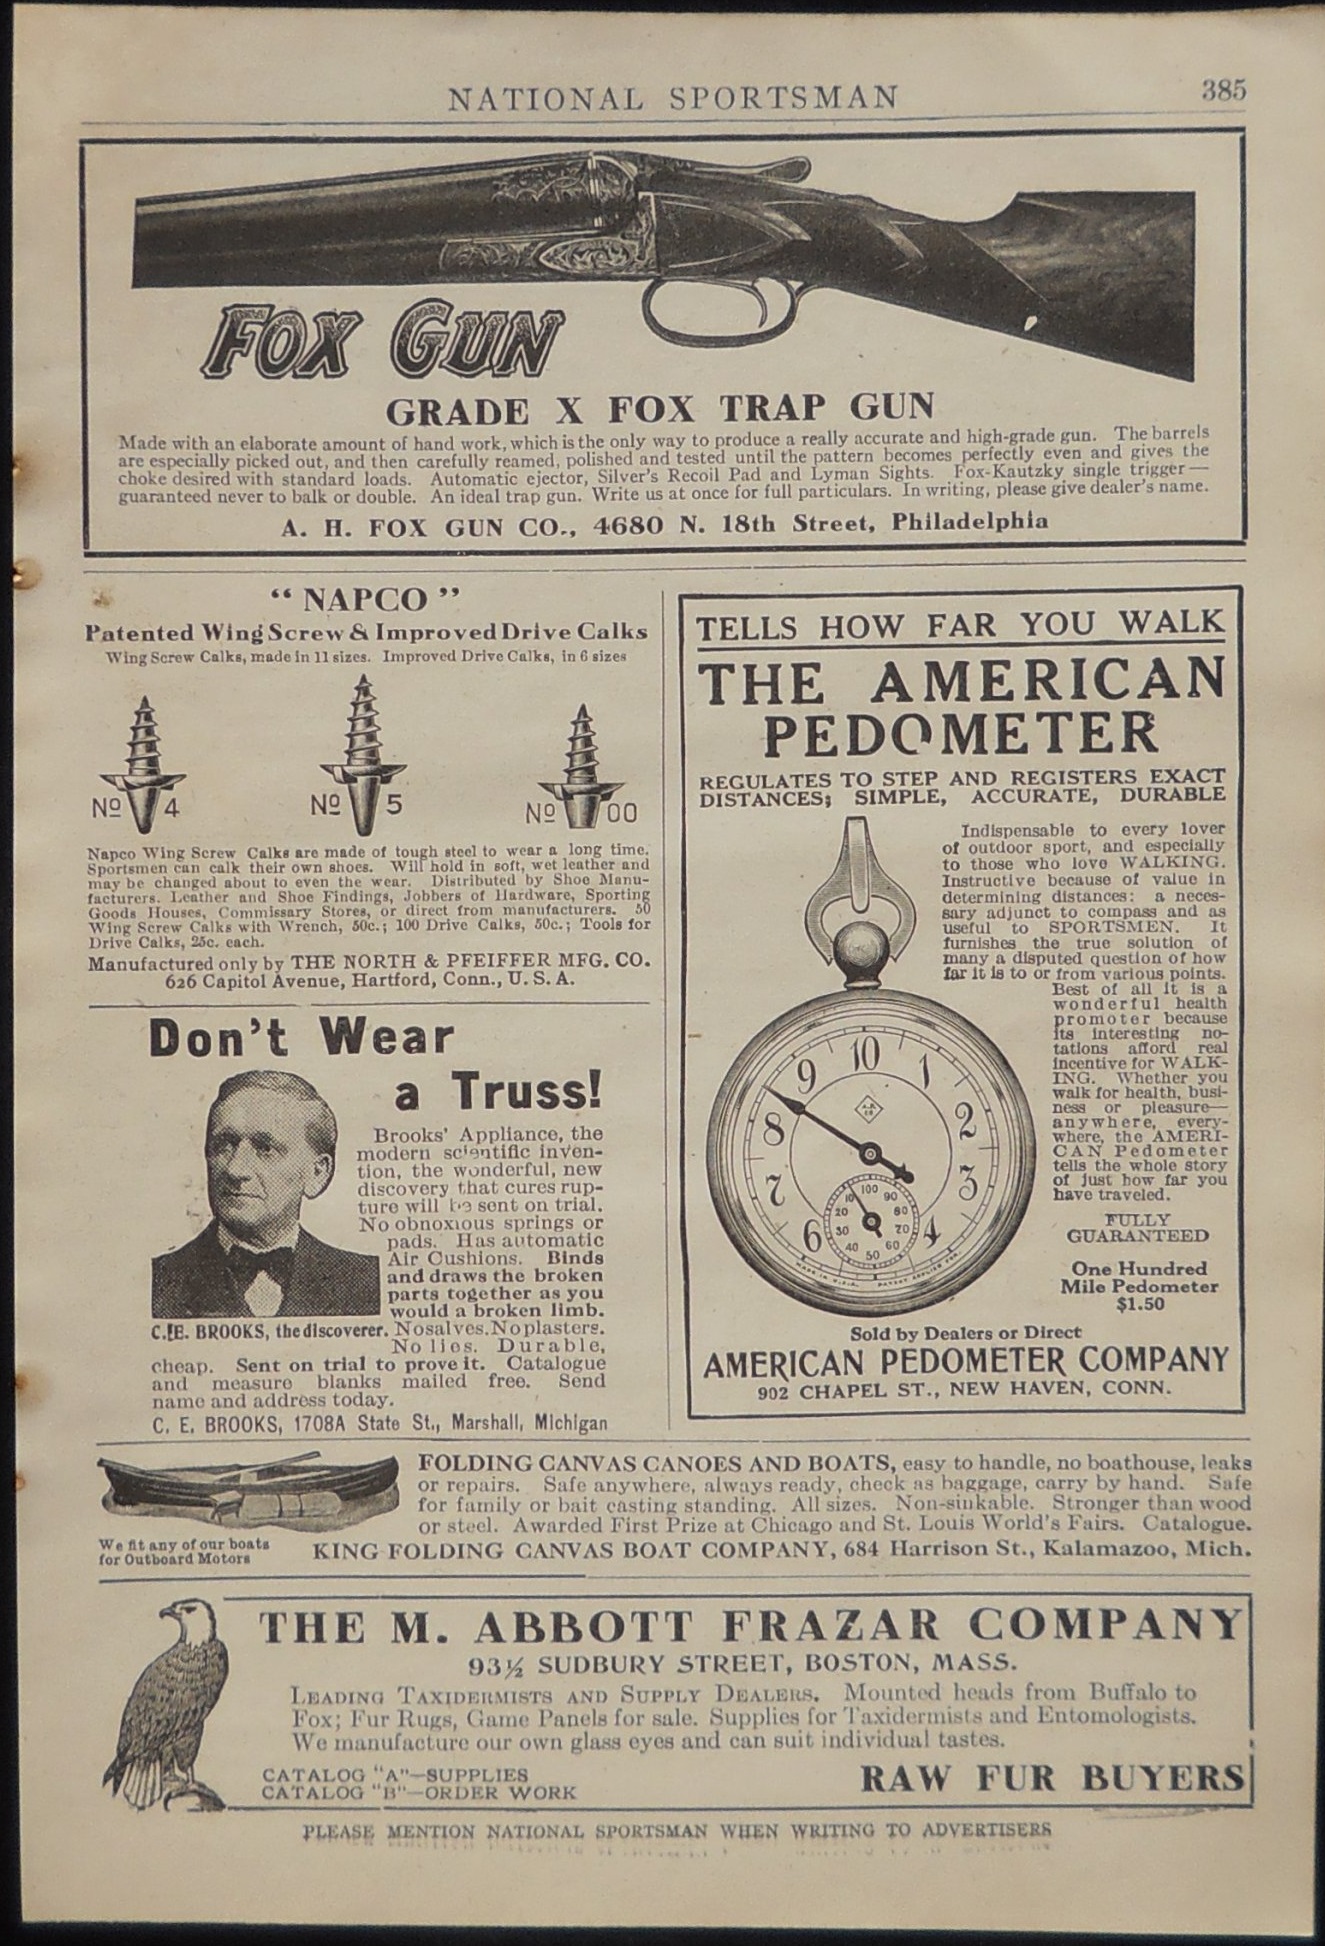 NATIONAL SPORTSMAN
385
FOX GUN
GRADE X FOX TRAP GUN
Made with an elaborate amount of hand work, which is the only way to produce a really accurate and high-grade gun. The barrels
are especially picked out, and then carefully reamed, polished and tested until the pattern becomes perfectly even and gives the
choke desired with standard loads. Automatic ejector, Silver's Recoil Pad and Lyman Sights. Fox-Kautzky single trigger—
guaranteed never to balk or double. An ideal trap gun. Write us at once for full particulars. In writing, please give dealer's name.
A. H. FOX GUN CO., 4680 N. 18th Street, Philadelphia
"NAPCO"
Patented Wing Screw & Improved Drive Calks
Wing Screw Calks, made in 11 sizes. Improved Drive Calks, in 6 sizes
No 4
No 5
No 00
Napco Wing Screw Calks are made of tough steel to wear a long time.
Sportsmen can calk their own shoes. Will hold in soft, wet leather and
may be changed about to even the wear. Distributed by Shoe Manu-
facturers. Leather and Shoe Findings, Jobbers of Hardware, Sporting
Goods Houses, Commissary Stores, or direct from manufacturers. 50
Wing Screw Calks with Wrench, 50c.; 100 Drive Calks, 50c.; Tools for
Drive Calks, 25c. each.
Manufactured only by THE NORTH & PFEIFFER MFG. CO.
626 Capitol Avenue, Hartford, Conn., U. S. A.
Don't Wear
a Truss!
Brooks' Appliance, the
modern scientific inven-
tion, the wonderful, new
discovery that cures rup-
ture will be sent on trial.
No obnoxious springs or
pads. Has automatic
Air Cushions. Binds
and draws the broken
parts together as you
would a broken limb.
C. E. BROOKS, the discoverer. No salves. No plasters.
No lies. Durable,
cheap. Sent on trial to prove it. Catalogue
and measure blanks mailed free. Send
name and address today.
C. E. BROOKS, 1708A State St., Marshall, Michigan
TELLS HOW FAR YOU WALK
THE AMERICAN
PEDOMETER
REGULATES TO STEP AND REGISTERS EXACT
DISTANCES; SIMPLE, ACCURATE, DURABLE
Indispensable to every lover
of outdoor sport, and especially
to those who love WALKING.
Instructive because of value in
determining distances: a neces-
sary adjunct to compass and as
useful to SPORTSMEN. It
furnishes the true solution of
many a disputed question of how
far it is to or from various points.
Best of all it is a
wonderful health
promoter because
its interesting no-
tations afford real
incentive for WALK-
ING. Whether you
walk for health, busi-
ness or pleasure—
anywhere, every-
where, the AMERI-
CAN Pedometer
tells the whole story
of just how far you
have traveled.
10 1 2 3 4 6 7 8 9
100 90 80 70 60 50 40 30 20 10
FULLY
GUARANTEED
One Hundred
Mile Pedometer
$1.50
Sold by Dealers or Direct
AMERICAN PEDOMETER COMPANY
902 CHAPEL ST., NEW HAVEN, CONN.
FOLDING CANVAS CANOES AND BOATS, easy to handle, no boathouse, leaks
or repairs. Safe anywhere, always ready, check as baggage, carry by hand. Safe
for family or bait casting standing. All sizes. Non-sinkable. Stronger than wood
or steel. Awarded First Prize at Chicago and St. Louis World's Fairs. Catalogue.
We fit any of our boats
for Outboard Motors
KING FOLDING CANVAS BOAT COMPANY, 684 Harrison St., Kalamazoo, Mich.
THE M. ABBOTT FRAZAR COMPANY
93½ SUDBURY STREET, BOSTON, MASS.
LEADING TAXIDERMISTS AND SUPPLY DEALERS. Mounted heads from Buffalo to
Fox; Fur Rugs, Game Panels for sale. Supplies for Taxidermists and Entomologists.
We manufacture our own glass eyes and can suit individual tastes.
CATALOG "A"—SUPPLIES
CATALOG "B"—ORDER WORK
RAW FUR BUYERS
PLEASE MENTION NATIONAL SPORTSMAN WHEN WRITING TO ADVERTISERS